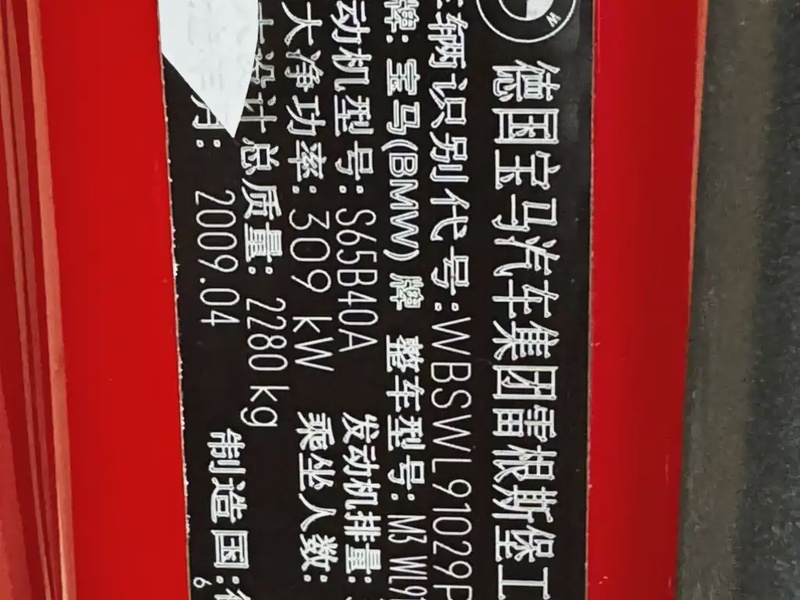 德国宝马汽车集团雷根斯堡工
车辆识别代号:WBSWL91029P
牌: 宝马(BMW) 牌 整车型号: M3 WL91
动机型号: S65B40A 发动机排量:
大净功率: 309 kW 乘坐人数:
大设计总质量: 2280 kg
月: 2009.04 制造国: